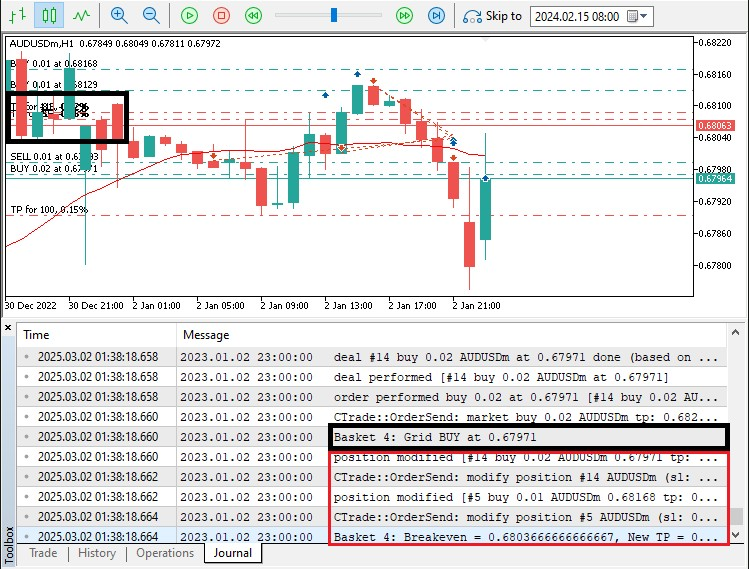 Skip to 2024.02.15 08:00
AUDUSDm,H1 0.67849 0.68049 0.67811 0.67972
0.68220
BUY 0.01 at 0.68168
0.68160
BUY 0.01 at 0.68129
0.68100
0.68063
0.68040
SELL 0.01 at
0.67980
BUY 0.02 at
0.67964
0.67920
TP for 100, 0.15%
0.67860
0.67800
30 Dec 2022 30 Dec 21:00 2 Jan 01:00 2 Jan 05:00 2 Jan 09:00 2 Jan 13:00 2 Jan 17:00 2 Jan 21:00
Time Message
2025.03.02 01:38:18.658 2023.01.02 23:00:00 deal #14 buy 0.02 AUDUSDm at 0.67971 done (based on ...
2025.03.02 01:38:18.658 2023.01.02 23:00:00 deal performed [#14 buy 0.02 AUDUSDm at 0.67971]
2025.03.02 01:38:18.658 2023.01.02 23:00:00 order performed buy 0.02 at 0.67971 [#14 buy 0.02 AU...
2025.03.02 01:38:18.660 2023.01.02 23:00:00 CTrade::OrderSend: market buy 0.02 AUDUSDm tp: 0.682...
2025.03.02 01:38:18.660 2023.01.02 23:00:00 Basket 4: Grid BUY at 0.67971
2025.03.02 01:38:18.660 2023.01.02 23:00:00 position modified [#14 buy 0.02 AUDUSDm 0.67971 tp: ...
2025.03.02 01:38:18.662 2023.01.02 23:00:00 CTrade::OrderSend: modify position #14 AUDUSDm (sl: ...
2025.03.02 01:38:18.662 2023.01.02 23:00:00 position modified [#5 buy 0.01 AUDUSDm 0.68168 tp: 0...
2025.03.02 01:38:18.664 2023.01.02 23:00:00 CTrade::OrderSend: modify position #5 AUDUSDm (sl: 0...
2025.03.02 01:38:18.664 2023.01.02 23:00:00 Basket 4: Breakeven = 0.6803666666666667, New TP = 0...
Toolbox
Trade History Operations Journal